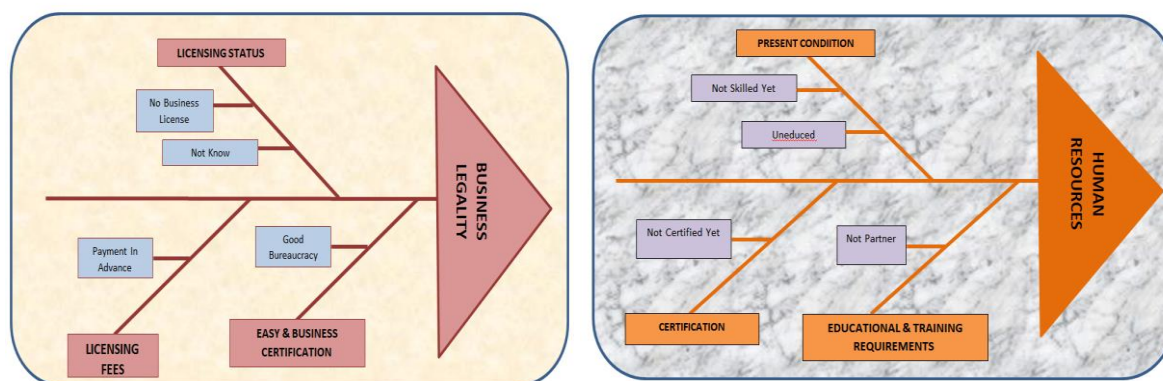 LICENSING STATUS
No Business
License
Not Know
BUSINESS
LEGALITY
Payment In
Advance
Good
Bureaucracy
LICENSING
FEES
EASY & BUSINESS
CERTIFICATION
PRESENT CONDIITION
Not Skilled Yet
Uneduced
HUMAN
RESOURCES
Not Certified Yet
Not Partner
CERTIFICATION
EDUCATIONAL & TRAINING
REQUIREMENTS